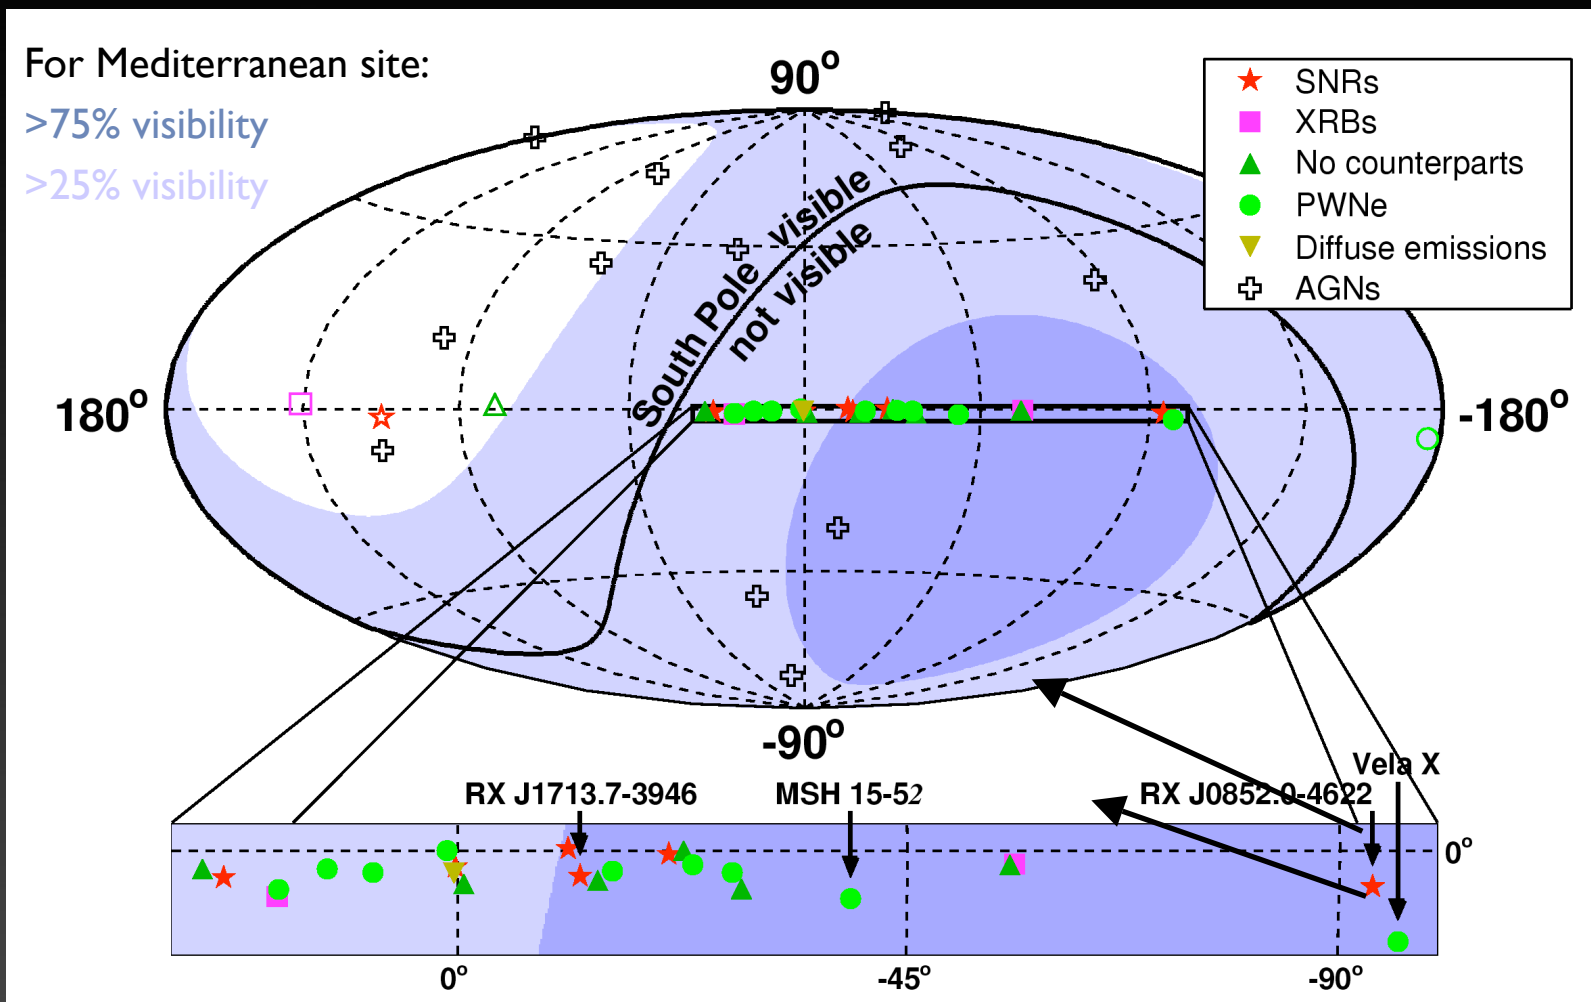 For Mediterranean site:
>75% visibility
>25% visibility
90°
SNRs
XRBs
No counterparts
PWNe
Diffuse emissions
AGNs
South Pole visible
not visible
180°
-180°
-90°
Vela X
RX J1713.7-3946
MSH 15-52
RX J0852.0-4622
0°
0°
-45°
-90°